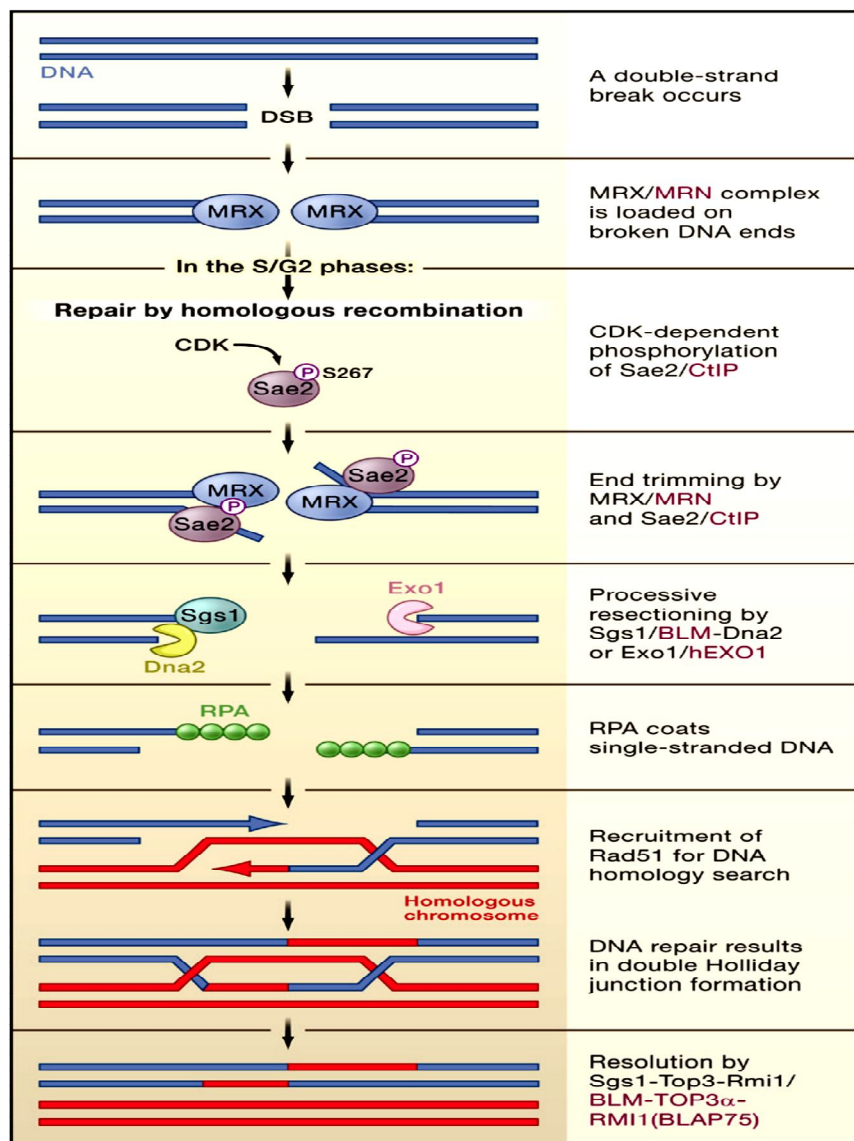 DNA
DSB
A double-strand
break occurs
MRX
MRX
MRX/MRN complex
is loaded on
broken DNA ends
In the S/G2 phases:
Repair by homologous recombination
CDK
P
S267
Sae2
CDK-dependent
phosphorylation
of Sae2/CtIP
MRX
P
Sae2
P
Sae2
MRX
End trimming by
MRX/MRN
and Sae2/CtIP
Sgs1
Dna2
Exo1
Processive
resectioning by
Sgs1/BLM-Dna2
or Exo1/hEXO1
RPA
RPA coats
single-stranded DNA
Recruitment of
Rad51 for DNA
homology search
Homologous
chromosome
DNA repair results
in double Holliday
junction formation
Resolution by
Sgs1-Top3-Rmi1/
BLM-TOP3α-
RMI1(BLAP75)